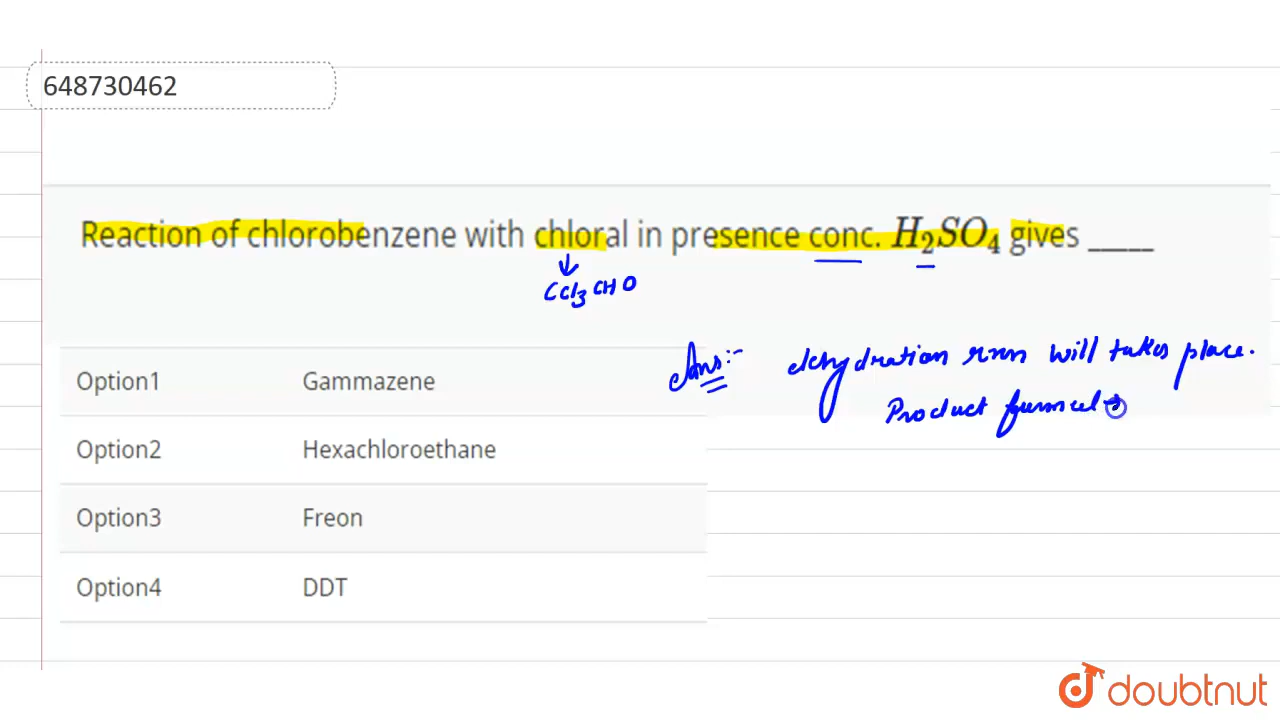 648730462
Reaction of chlorobenzene with chloral in presence conc. H₂SO₄ gives _____
CCl₃CHO
Ans:- dehydration rxn will takes place.
Product formed →
Option1 Gammazene
Option2 Hexachloroethane
Option3 Freon
Option4 DDT
doubtnut